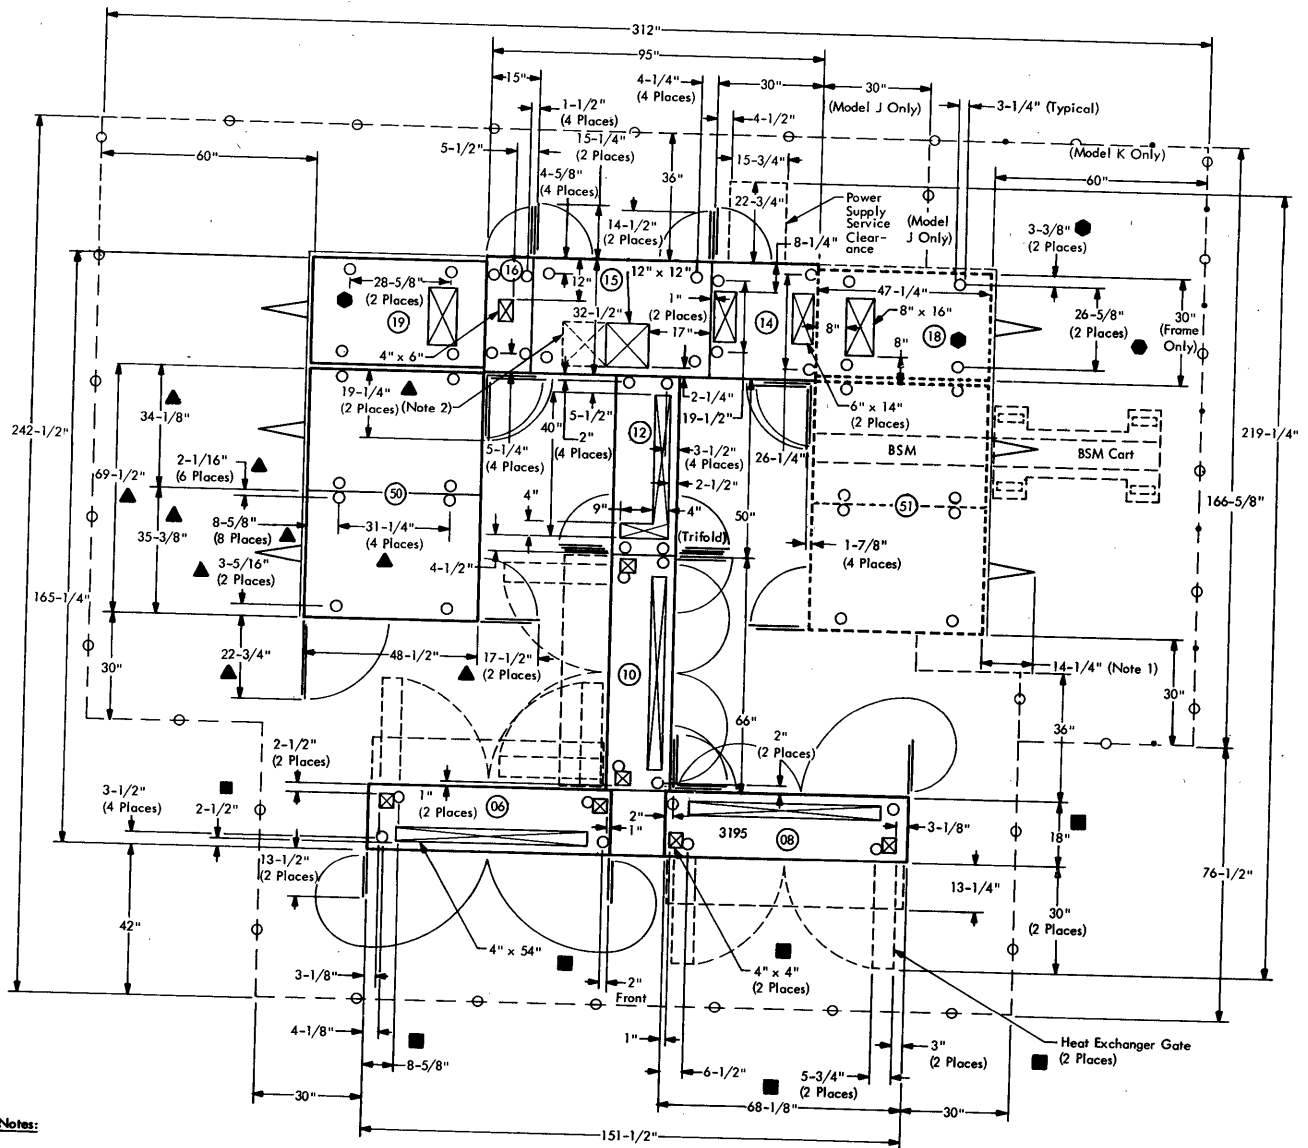 312"
95"
15"
4-1/4"
(4 Places)
30"
30"
(Model J Only)
3-1/4" (Typical)
1-1/2"
(4 Places)
4-1/2"
15-1/4"
(2 Places)
5-1/2"
15-3/4"
(Model K Only)
60"
4-5/8"
(4 Places)
36"
60"
22-3/4"
Power
Supply
Service
Clear-
ance
(Model
J Only)
14-1/2"
(2 Places)
8-1/4"
3-3/8"
(2 Places)
16
12" x 12"
15
12"
28-5/8"
(2 Places)
19
1"
(2 Places)
32-1/2"
17"
14
47-1/4"
8" x 16"
8"
18
8"
26-5/8"
(2 Places)
30"
(Frame
Only)
4" x 6"
19-1/4"
(2 Places)
(Note 2)
34-1/8"
242-1/2"
5-1/2"
40"
2"
(4 Places)
2-1/4"
19-1/2"
6" x 14"
(2 Places)
219-1/4"
12
5-1/4"
(4 Places)
3-1/2"
(4 Places)
26-1/4"
BSM
BSM Cart
2-1/16"
(6 Places)
69-1/2"
2-1/2"
50
4"
166-5/8"
9"
4"
50"
51
8-5/8"
(8 Places)
31-1/4"
(4 Places)
35-3/8"
(Trifold)
1-7/8"
(4 Places)
3-5/16"
(2 Places)
4-1/2"
165-1/4"
30"
22-3/4"
48-1/2"
17-1/2"
(2 Places)
10
14-1/4" (Note 1)
30"
36"
66"
2"
(2 Places)
2-1/2"
(2 Places)
3-1/2"
(4 Places)
2-1/2"
1"
(2 Places)
06
2"
1"
3195
08
3-1/8"
18"
13-1/2"
(2 Places)
76-1/2"
13-1/4"
42"
30"
(2 Places)
4" x 54"
4" x 4"
(2 Places)
3-1/8"
2"
Front
4-1/8"
1"
Heat Exchanger Gate
(2 Places)
3"
(2 Places)
8-5/8"
6-1/2"
5-3/4"
(2 Places)
30"
68-1/8"
30"
Notes:
151-1/2"